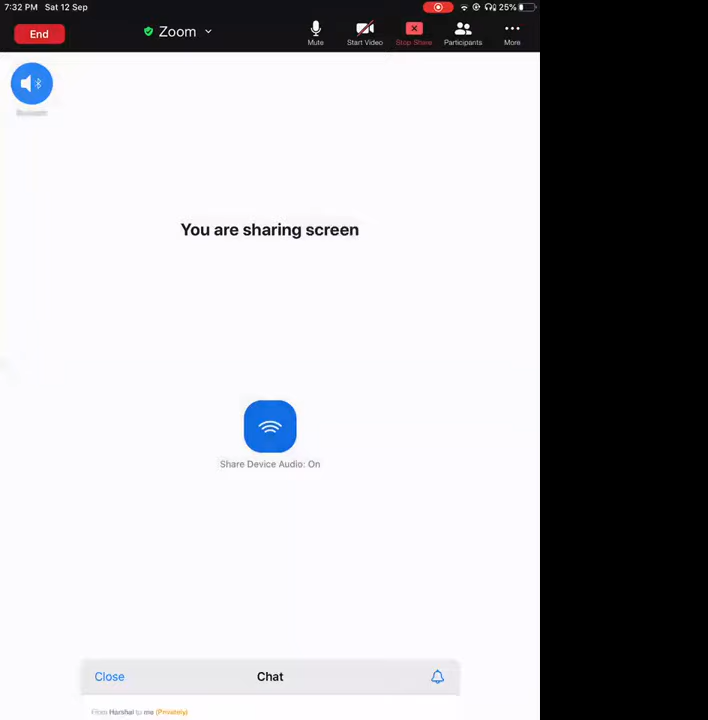 7:32 PM Sat 12 Sep
25%
End
Zoom
Mute
Start Video
Stop Share
Participants
More
You are sharing screen
Share Device Audio: On
Close
Chat
From Harshal to me (Privately)